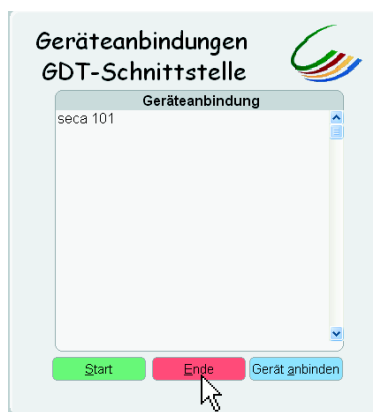 Geräteanbindungen
GDT-Schnittstelle
Geräteanbindung
seca 101
Start Ende Gerät anbinden